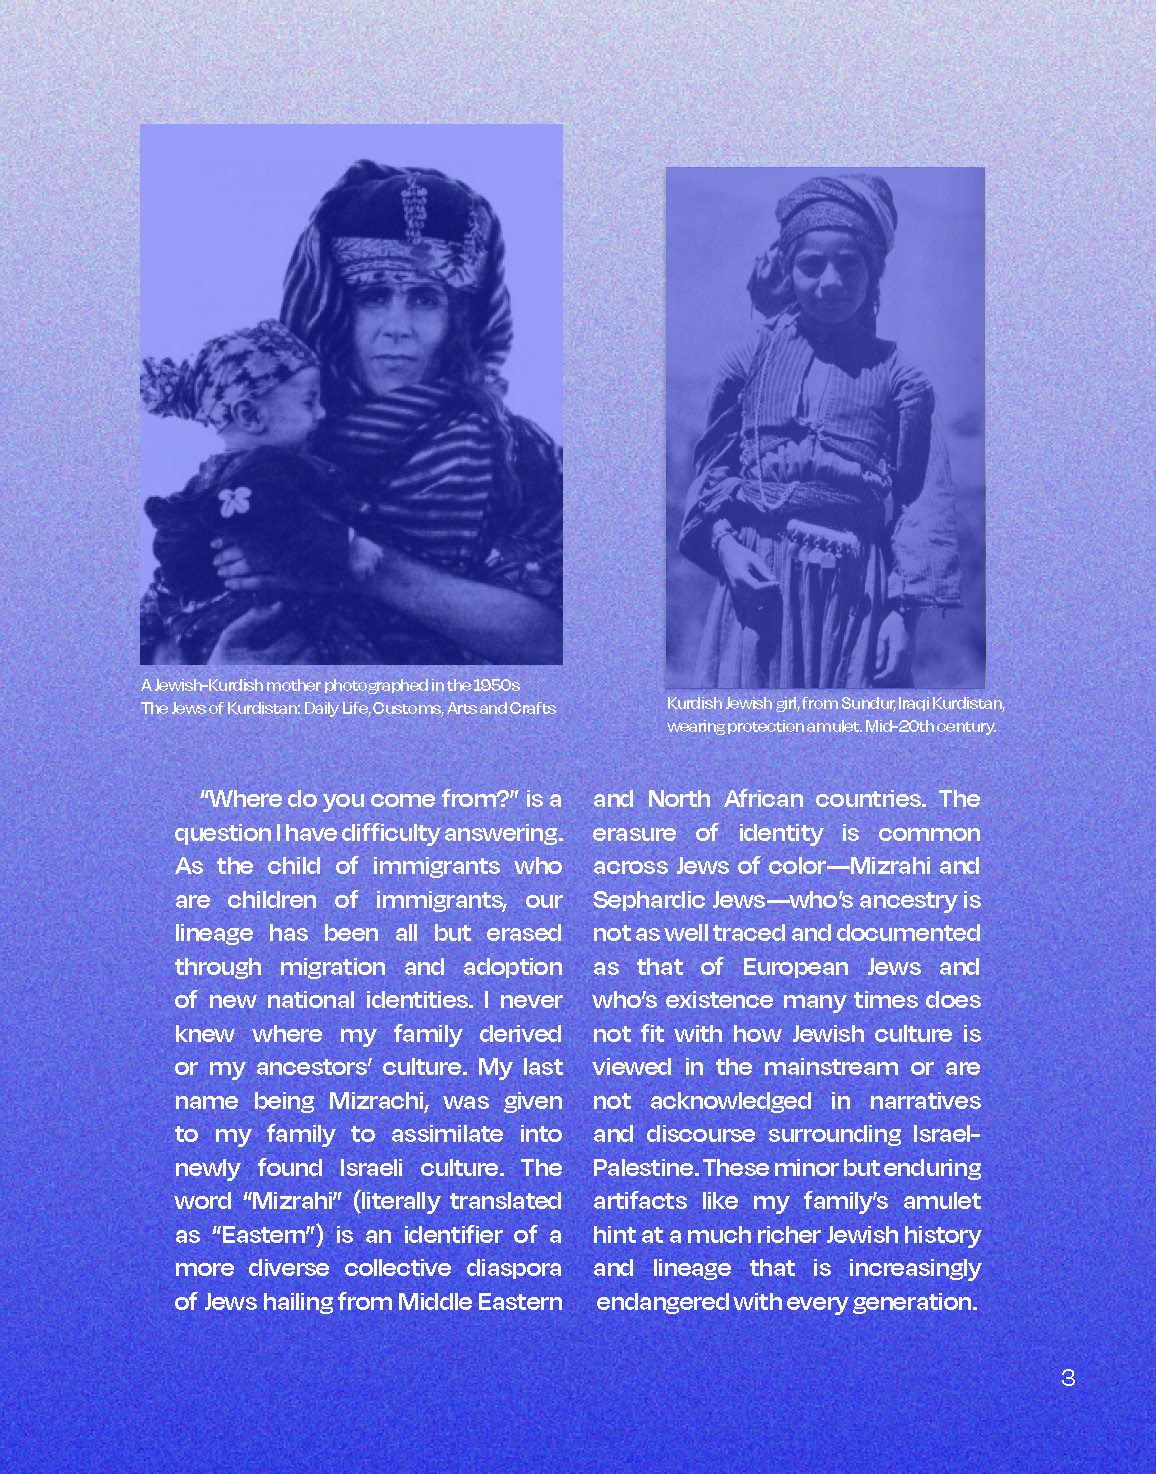 A Jewish-Kurdish mother photographed in the 1950s
The Jews of Kurdistan: Daily Life, Customs, Arts and Crafts
Kurdish Jewish girl, from Sundur, Iraqi Kurdistan,
wearing protection amulet. Mid-20th century.
“Where do you come from?” is a
question I have difficulty answering.
As the child of immigrants who
are children of immigrants, our
lineage has been all but erased
through migration and adoption
of new national identities. I never
knew where my family derived
or my ancestors’ culture. My last
name being Mizrachi, was given
to my family to assimilate into
newly found Israeli culture. The
word “Mizrahi” (literally translated
as “Eastern”) is an identifier of a
more diverse collective diaspora
of Jews hailing from Middle Eastern
and North African countries. The
erasure of identity is common
across Jews of color—Mizrahi and
Sephardic Jews—who’s ancestry is
not as well traced and documented
as that of European Jews and
who’s existence many times does
not fit with how Jewish culture is
viewed in the mainstream or are
not acknowledged in narratives
and discourse surrounding Israel-
Palestine. These minor but enduring
artifacts like my family’s amulet
hint at a much richer Jewish history
and lineage that is increasingly
endangered with every generation.
3